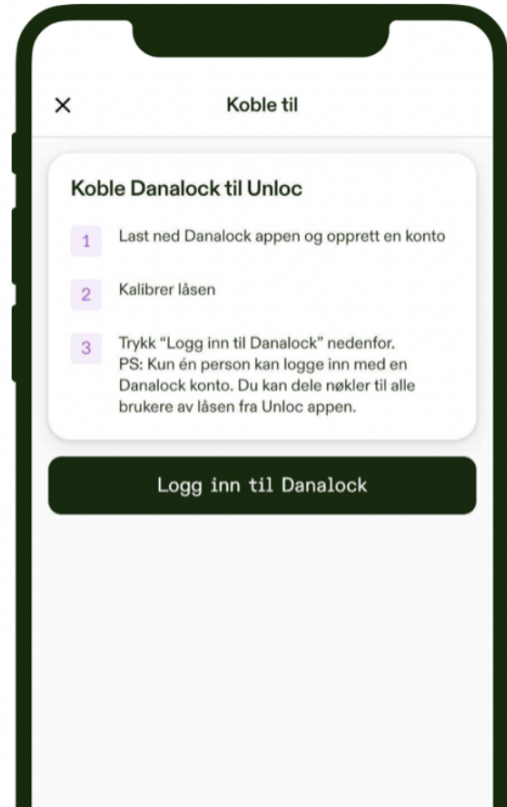 Koble til
Koble Danalock til Unloc
1 Last ned Danalock appen og opprett en konto
2 Kalibrer låsen
3 Trykk “Logg inn til Danalock” nedenfor.
PS: Kun én person kan logge inn med en
Danalock konto. Du kan dele nøkler til alle
brukere av låsen fra Unloc appen.
Logg inn til Danalock